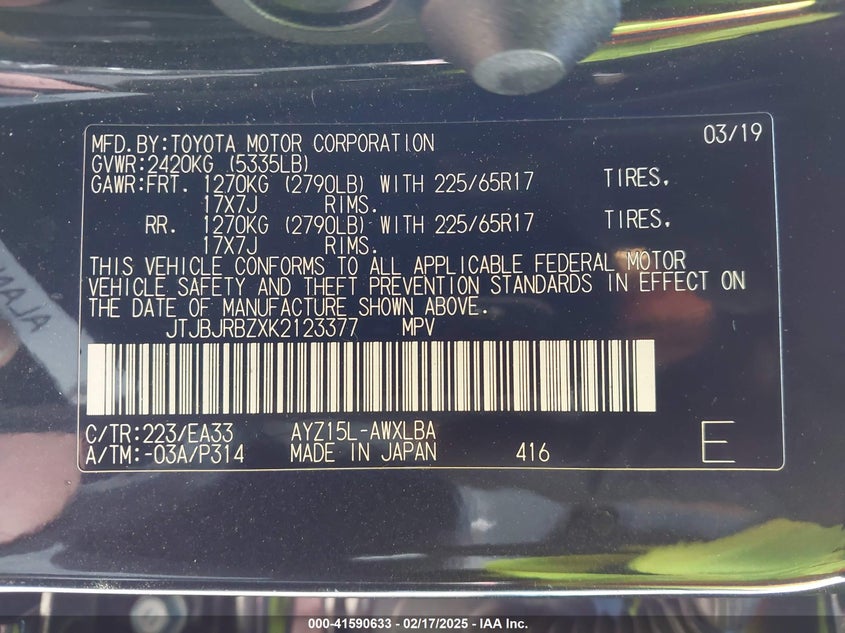 MFD.BY:TOYOTA MOTOR CORPORATION 03/19
GVWR:2420KG (5335LB)
GAWR:FRT. 1270KG (2790LB) WITH 225/65R17 TIRES.
17X7J RIMS.
RR. 1270KG (2790LB) WITH 225/65R17 TIRES.
17X7J RIMS.
THIS VEHICLE CONFORMS TO ALL APPLICABLE FEDERAL MOTOR
VEHICLE SAFETY AND THEFT PREVENTION STANDARDS IN EFFECT ON
THE DATE OF MANUFACTURE SHOWN ABOVE.
JTJBJRBZXK2123377 MPV
C/TR:223/EA33 AYZ15L-AWXLBA
A/TM:-03A/P314 MADE IN JAPAN 416 E
000-41590633 - 02/17/2025 - IAA Inc.